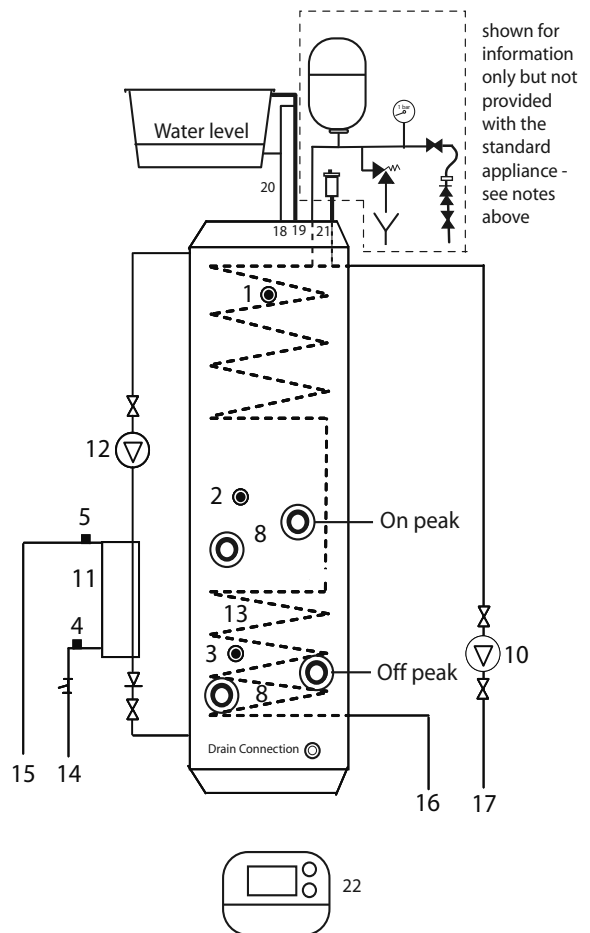 shown for
information
only but not
provided
with the
standard
appliance -
see notes
above
1 bar
Water level
20
18 19 21
1
12
2
8
On peak
5
11
13
4
3
8
Off peak
10
Drain Connection
15 14
16 17
22